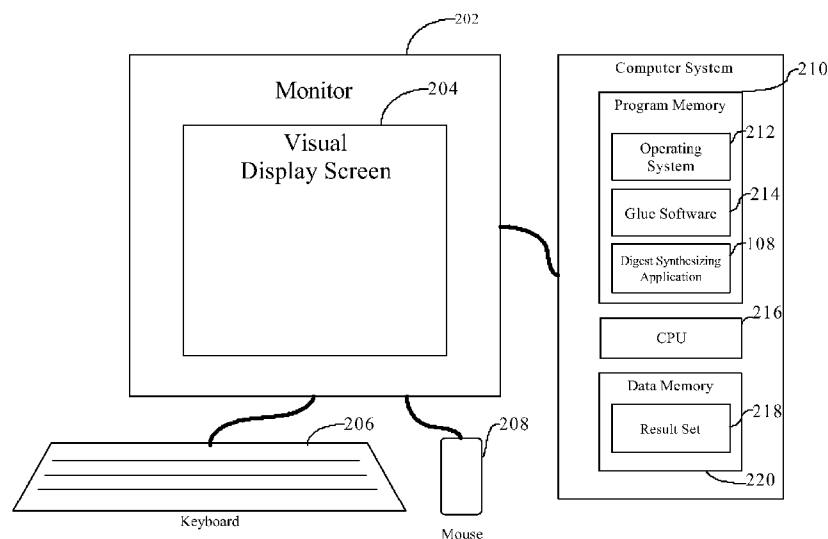 202
Monitor
204
Visual
Display Screen
Computer System
210
Program Memory
212
Operating
System
214
Glue Software
108
Digest Synthesizing
Application
216
CPU
Data Memory
218
Result Set
220
206
208
Keyboard
Mouse